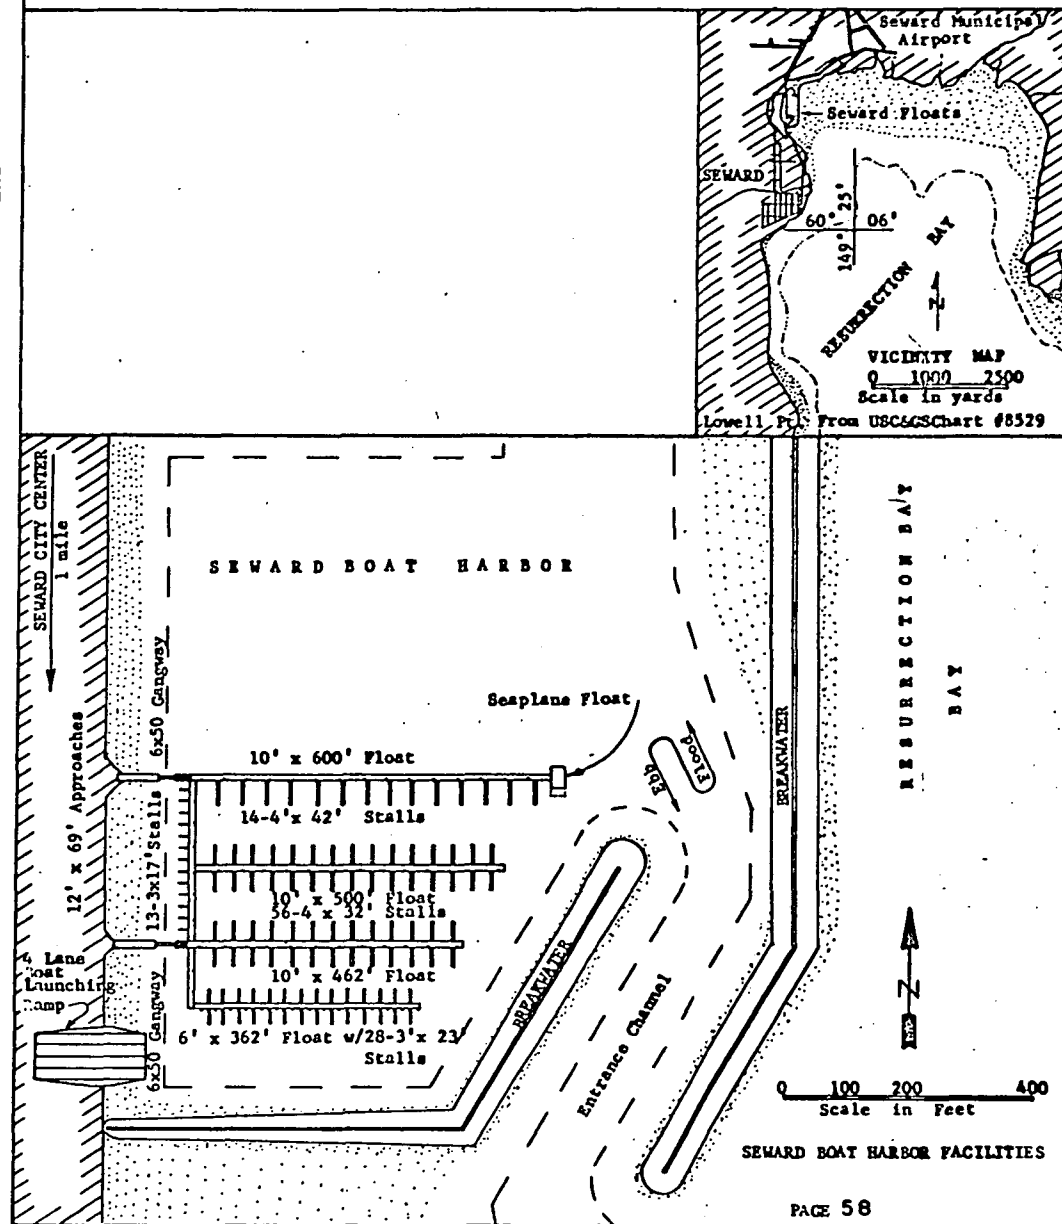 Seward Municipal
Airport
Seward Floats
SEWARD
60° 06'
149° 25'
RESURRECTION BAY
N
VICINITY MAP
0 1000 2500
Scale in yards
Lowell Pt. From USC&GSChart #8529
SEWARD CITY CENTER
1 mile
SEWARD BOAT HARBOR
RESURRECTION BAY
BAY
6x50 Gangway
Seaplane Float
12' x 69' Approaches
10' x 600' Float
Ebb
Flood
BREAKWATER
14-4'x 42' Stalls
13-3x17' Stalls
10' x 500' Float
56-4 x 32' Stalls
10' x 462' Float
BREAKWATER
4 Lane
Boat
Launching
Ramp
6x50 Gangway
6' x 362' Float w/28-3'x 23'
Stalls
Entrance Channel
N
0 100 200 400
Scale in Feet
SEWARD BOAT HARBOR FACILITIES
PAGE 58